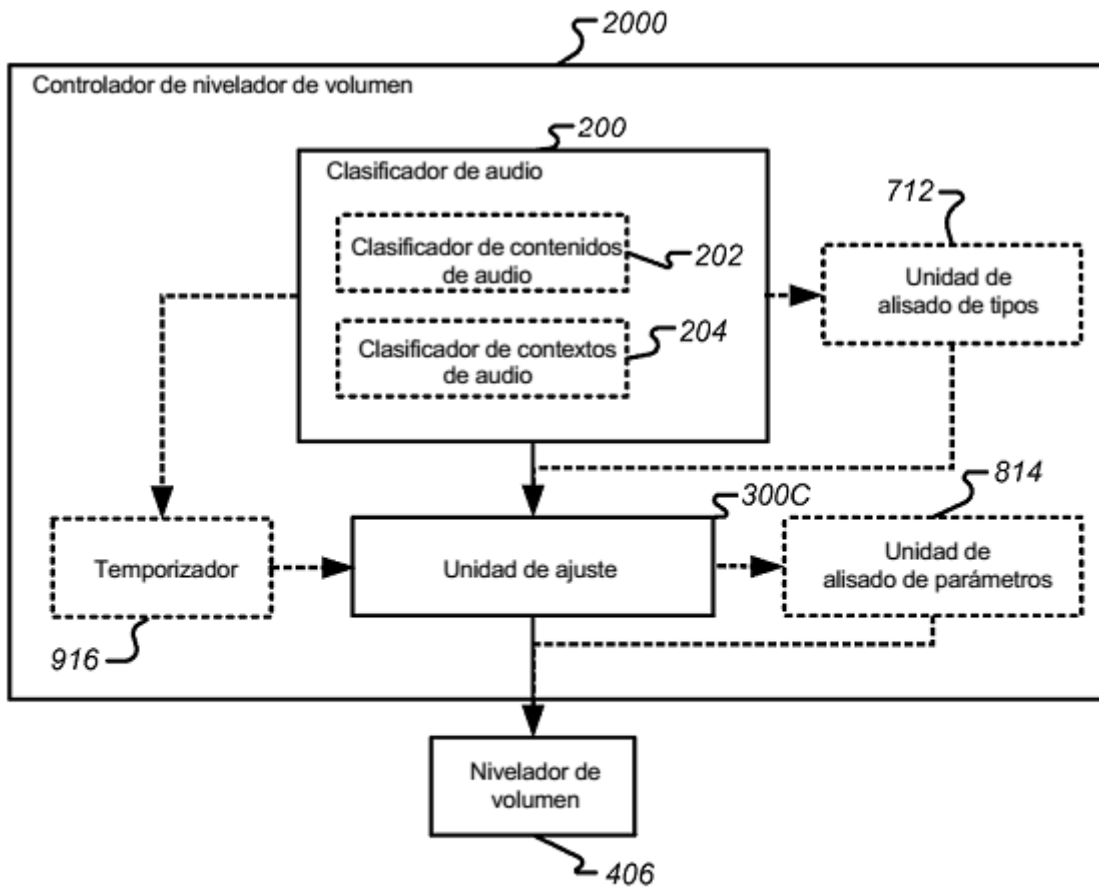 2000
Controlador de nivelador de volumen
200
Clasificador de audio
712
Clasificador de contenidos
de audio
202
Unidad de
alisado de tipos
204
Clasificador de contextos
de audio
300C
814
Temporizador
Unidad de ajuste
Unidad de
alisado de parámetros
916
Nivelador de
volumen
406